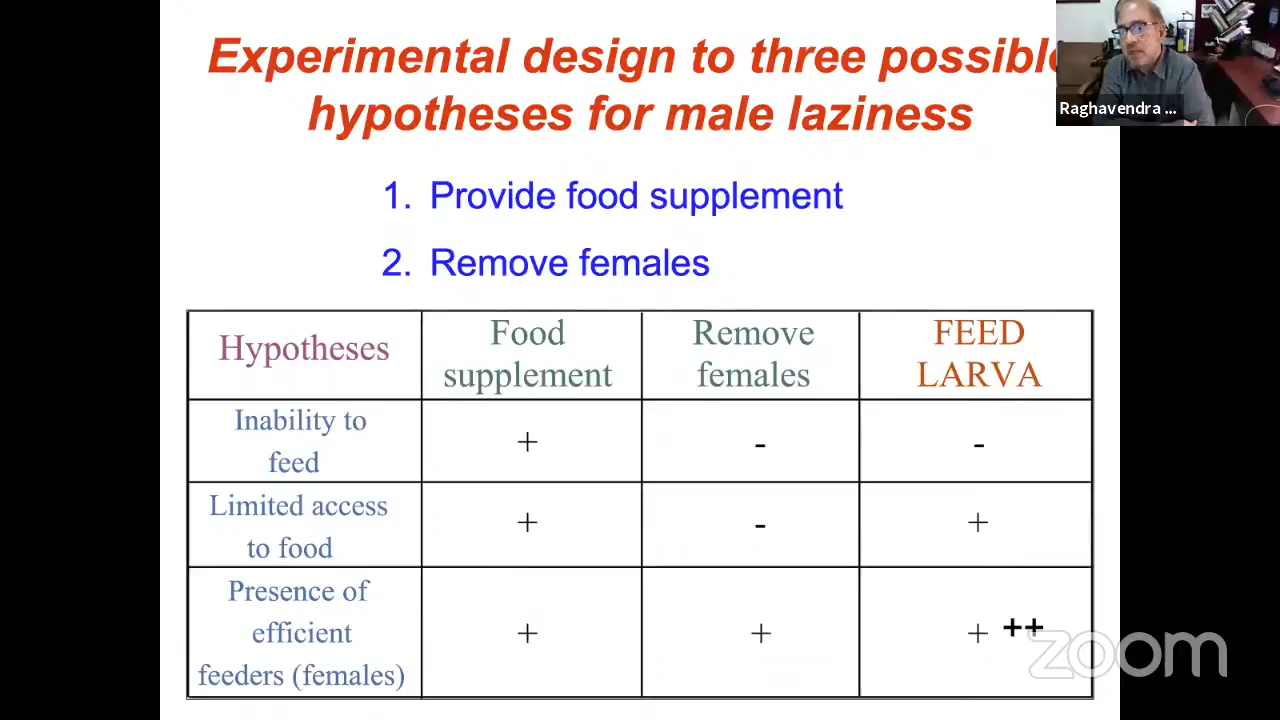 Experimental design to three possible
hypotheses for male laziness
Raghavendra ...
1. Provide food supplement
2. Remove females
Hypotheses
Food
supplement
Remove
females
FEED
LARVA
Inability to
feed
+
-
-
Limited access
to food
+
-
+
Presence of
efficient
feeders (females)
+
+
+ ++
zoom